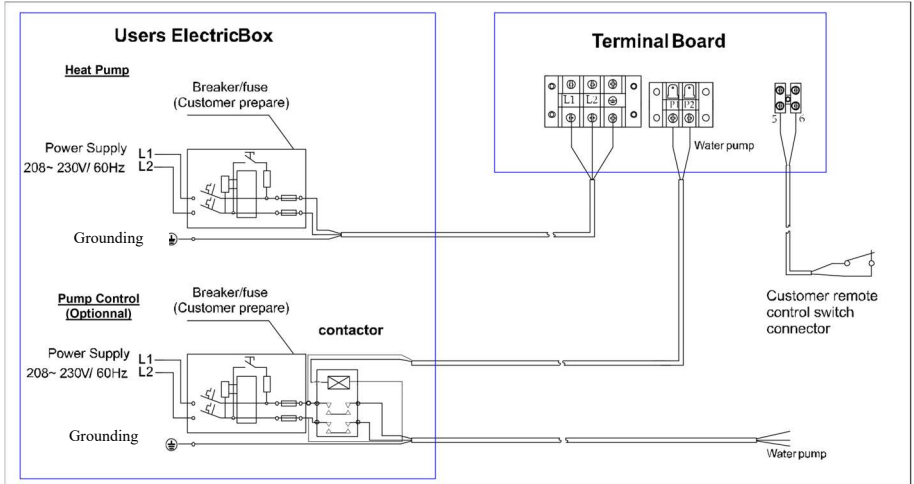 Users ElectricBox
Heat Pump
Breaker/fuse
(Customer prepare)
Power Supply L1
208~ 230V/ 60Hz L2
Grounding
Pump Control
(Optionnal)
Breaker/fuse
(Customer prepare)
contactor
Power Supply L1
208~ 230V/ 60Hz L2
Grounding
Terminal Board
L1 L2
P1 P2
5 6
Water pump
Customer remote
control switch
connector
Water pump